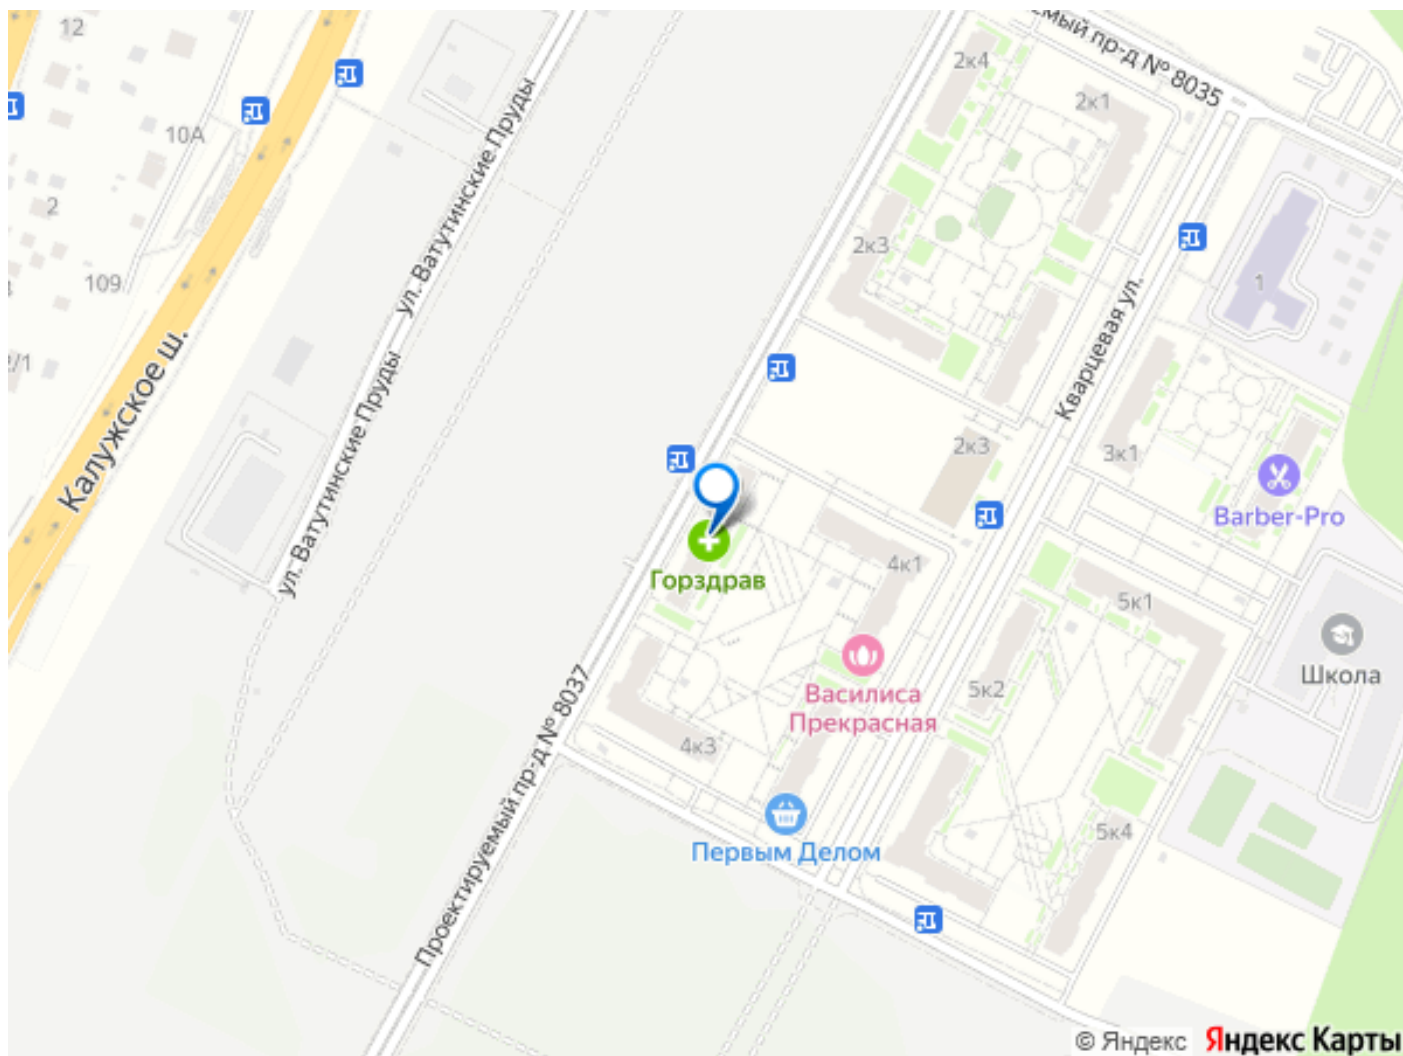 12
2к4
емый пр-д № 8035
2к1
10А
ул. Ватутинские Пруды
2
2к3
109
1
/1
Калужское ш.
ул. Ватутинские Пруды
Кварцевая ул.
2к3
3к1
Barber-Pro
4к1
Горздрав
5к1
Школа
5к2
Василиса
Прекрасная
4к3
Проектируемый пр-д № 8037
5к4
Первым Делом
© Яндекс Яндекс Карты